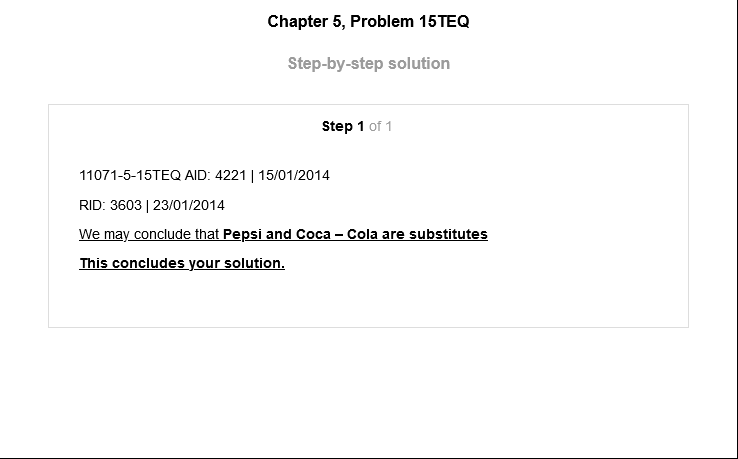 Chapter 5, Problem 15TEQ
Step-by-step solution
Step 1 of 1
11071-5-15TEQ AID: 4221 | 15/01/2014
RID: 3603 | 23/01/2014
We may conclude that Pepsi and Coca – Cola are substitutes
This concludes your solution.